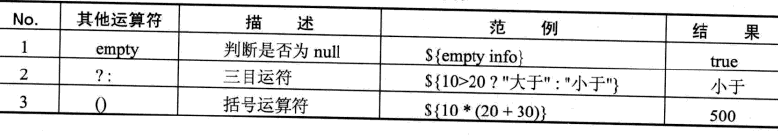 No. 其他运算符 描 述 范 例 结 果
1 empty 判断是否为 null ${empty info} true
2 ?: 三目运符 ${10>20 ? "大于" : "小于"} 小于
3 () 括号运算符 ${10 * (20 + 30)} 500